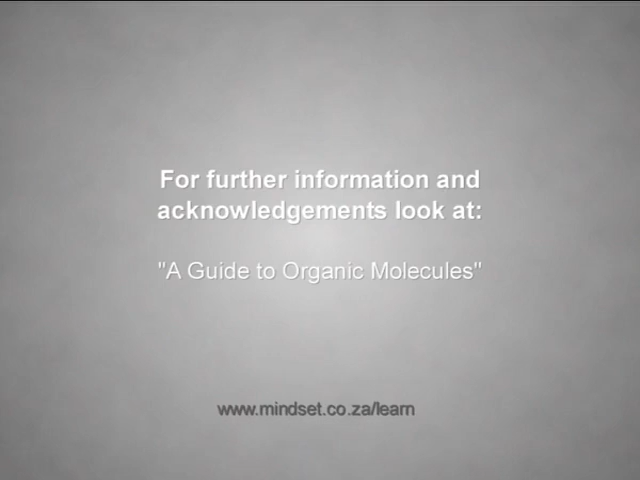 For further information and
acknowledgements look at:
"A Guide to Organic Molecules"
www.mindset.co.za/learn